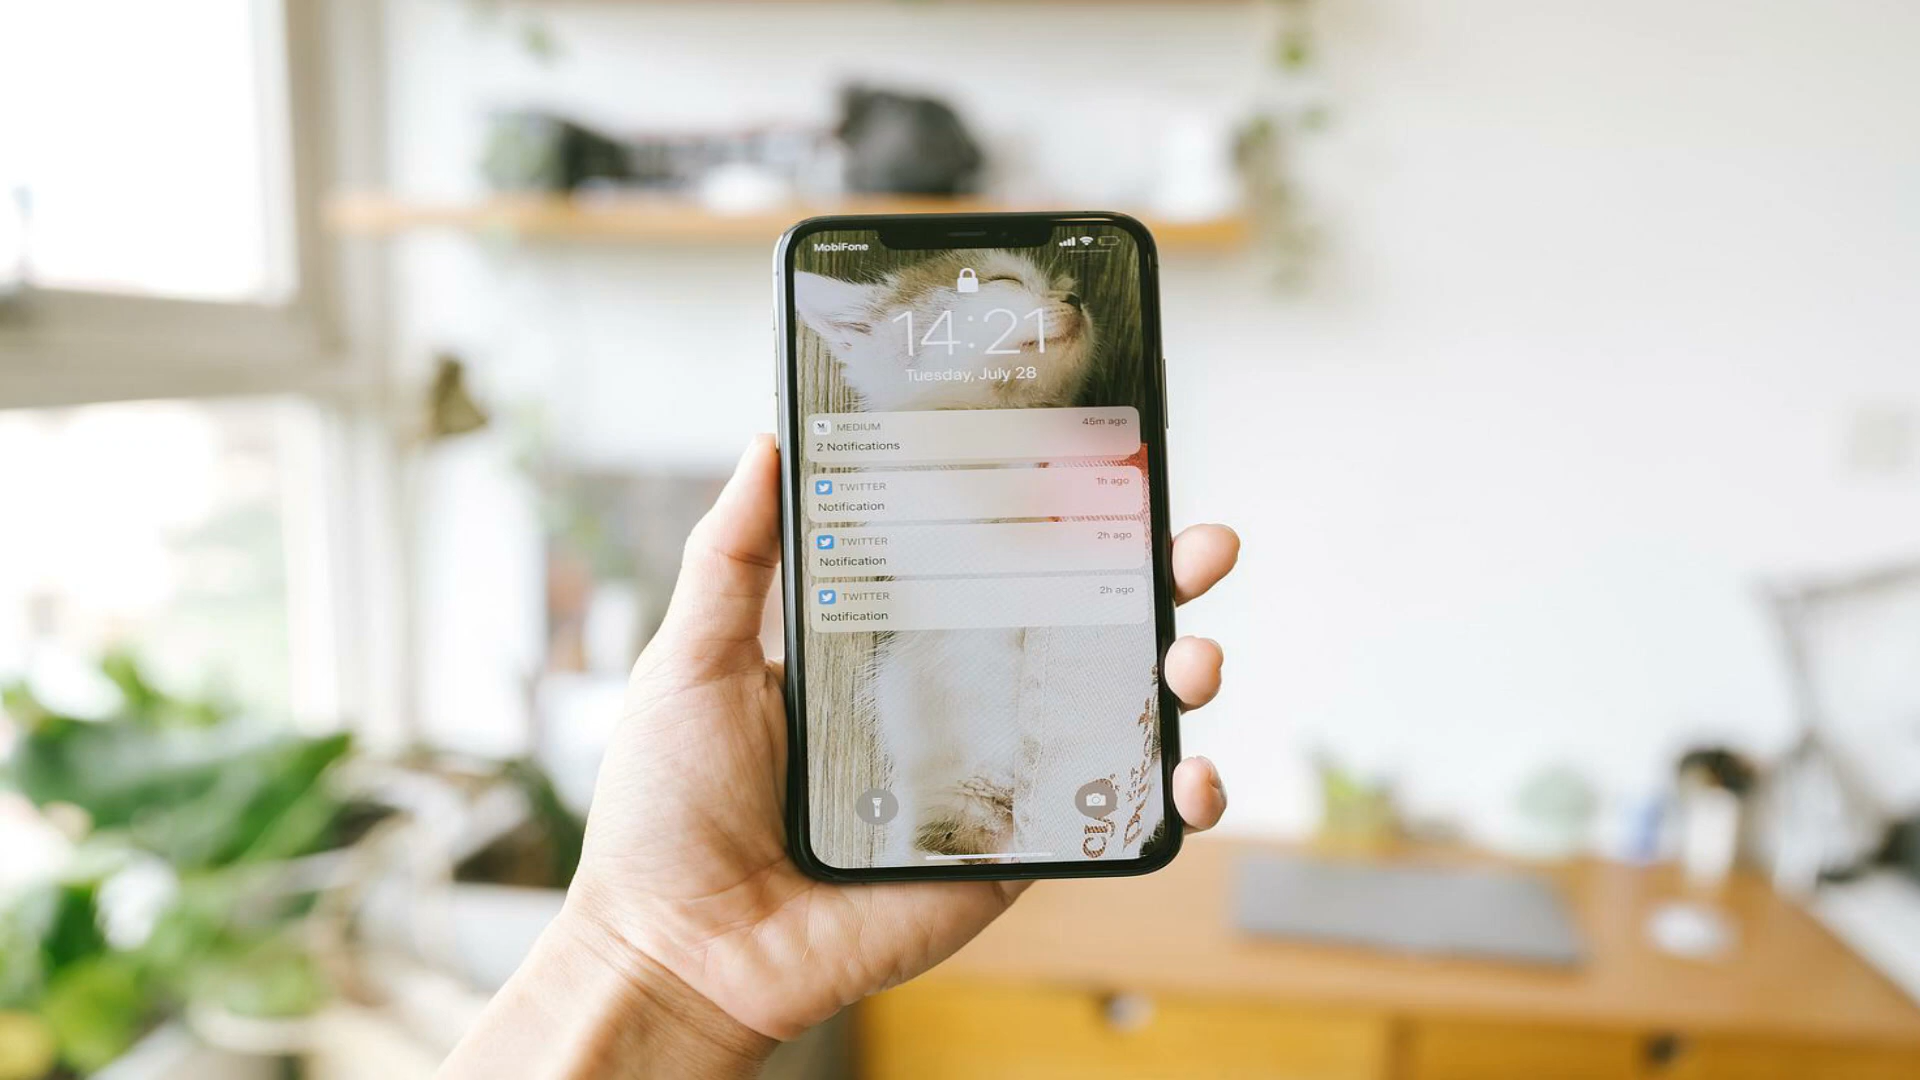 MobiFone
14:21
Tuesday, July 28
MEDIUM 45m ago
2 Notifications
TWITTER 1h ago
Notification
TWITTER 2h ago
Notification
TWITTER 2h ago
Notification